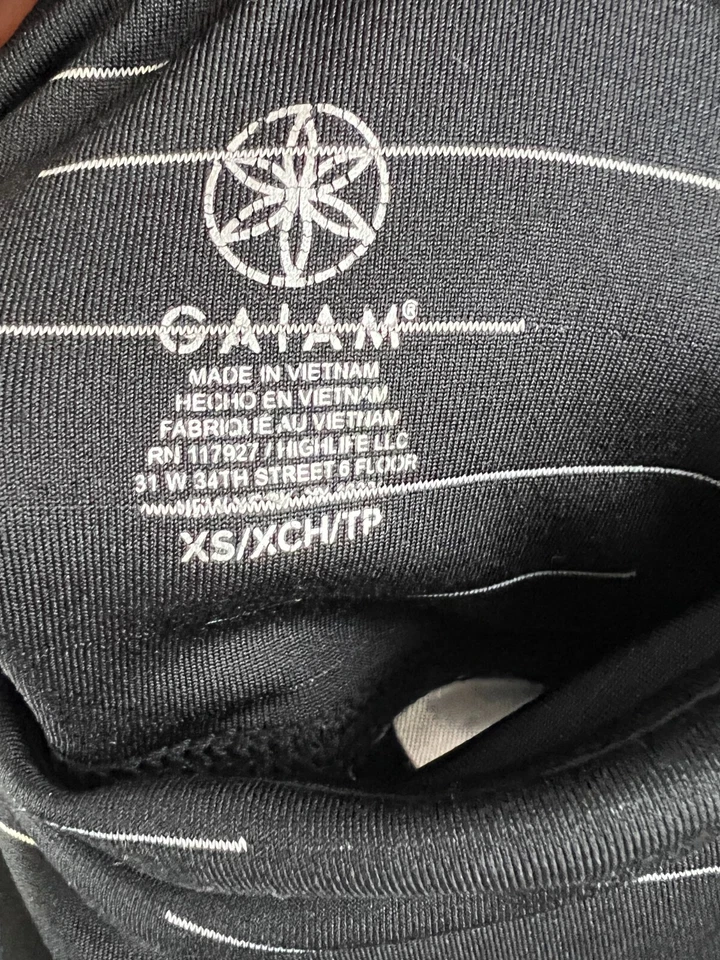 GAIAM®
MADE IN VIETNAM
HECHO EN VIETNAM
FABRIQUE AU VIETNAM
RN 117927 / HIGHLIFE LLC
31 W 34TH STREET 6 FLOOR
XS/XCH/TP